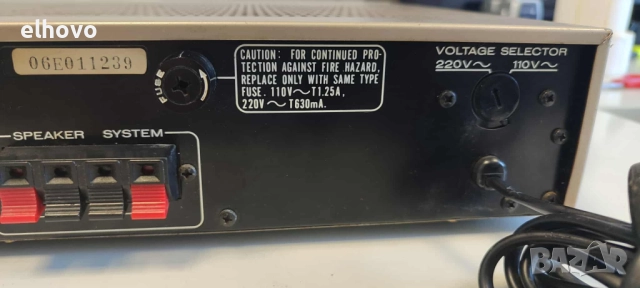 elhovo
06E011239
FUSE
CAUTION: FOR CONTINUED PRO-
TECTION AGAINST FIRE HAZARD,
REPLACE ONLY WITH SAME TYPE
FUSE. 110V~T1.25A,
220V~T630mA.
VOLTAGE SELECTOR
220V~ 110V~
SPEAKER SYSTEM
BAZAR